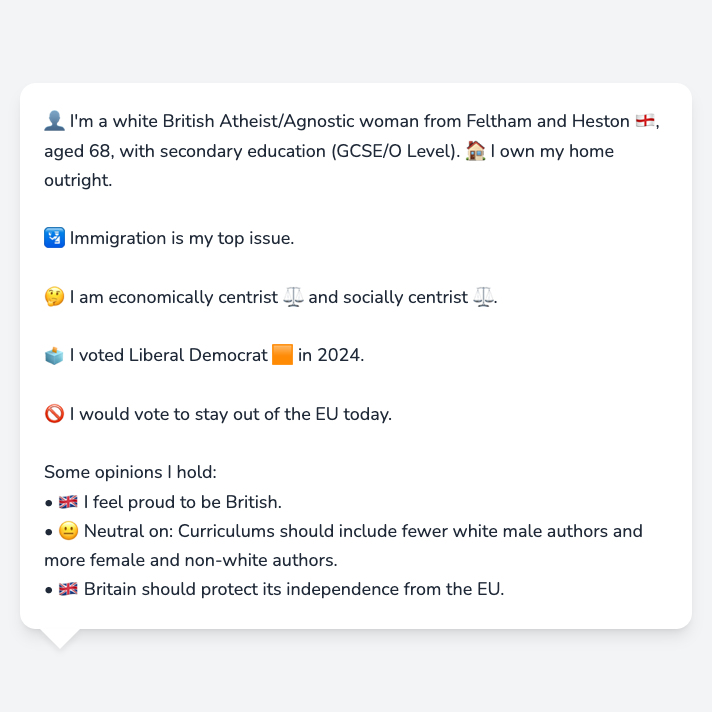 👤 I'm a white British Atheist/Agnostic woman from Feltham and Heston 🏴󠁧󠁢󠁥󠁮󠁧󠁿,
aged 68, with secondary education (GCSE/O Level). 🏠 I own my home
outright.
🛂 Immigration is my top issue.
🤔 I am economically centrist ⚖️ and socially centrist ⚖️.
🗳️ I voted Liberal Democrat 🟧 in 2024.
🚫 I would vote to stay out of the EU today.
Some opinions I hold:
• 🇬🇧 I feel proud to be British.
• 😐 Neutral on: Curriculums should include fewer white male authors and
more female and non-white authors.
• 🇬🇧 Britain should protect its independence from the EU.